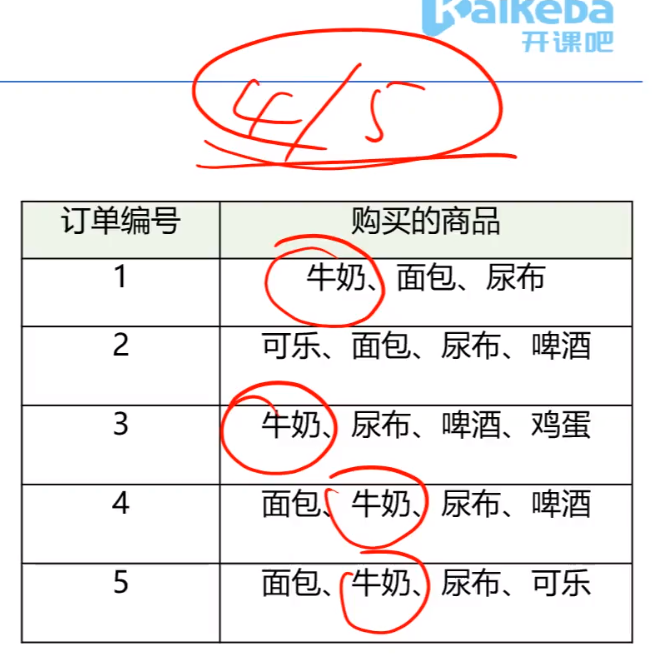 Kaikeba
开课吧
4/5
订单编号 购买的商品
1 牛奶、面包、尿布
2 可乐、面包、尿布、啤酒
3 牛奶、尿布、啤酒、鸡蛋
4 面包、牛奶、尿布、啤酒
5 面包、牛奶、尿布、可乐